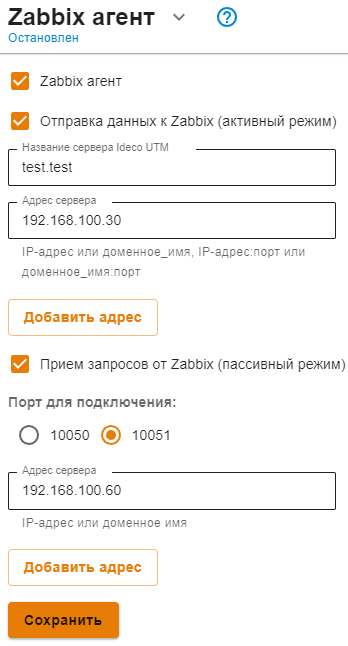 Zabbix агент
Остановлен
Zabbix агент
Отправка данных к Zabbix (активный режим)
Название сервера Ideco UTM
test.test
Адрес сервера
192.168.100.30
IP-адрес или доменное_имя, IP-адрес:порт или
доменное_имя:порт
Добавить адрес
Прием запросов от Zabbix (пассивный режим)
Порт для подключения:
10050 10051
Адрес сервера
192.168.100.60
IP-адрес или доменное имя
Добавить адрес
Сохранить